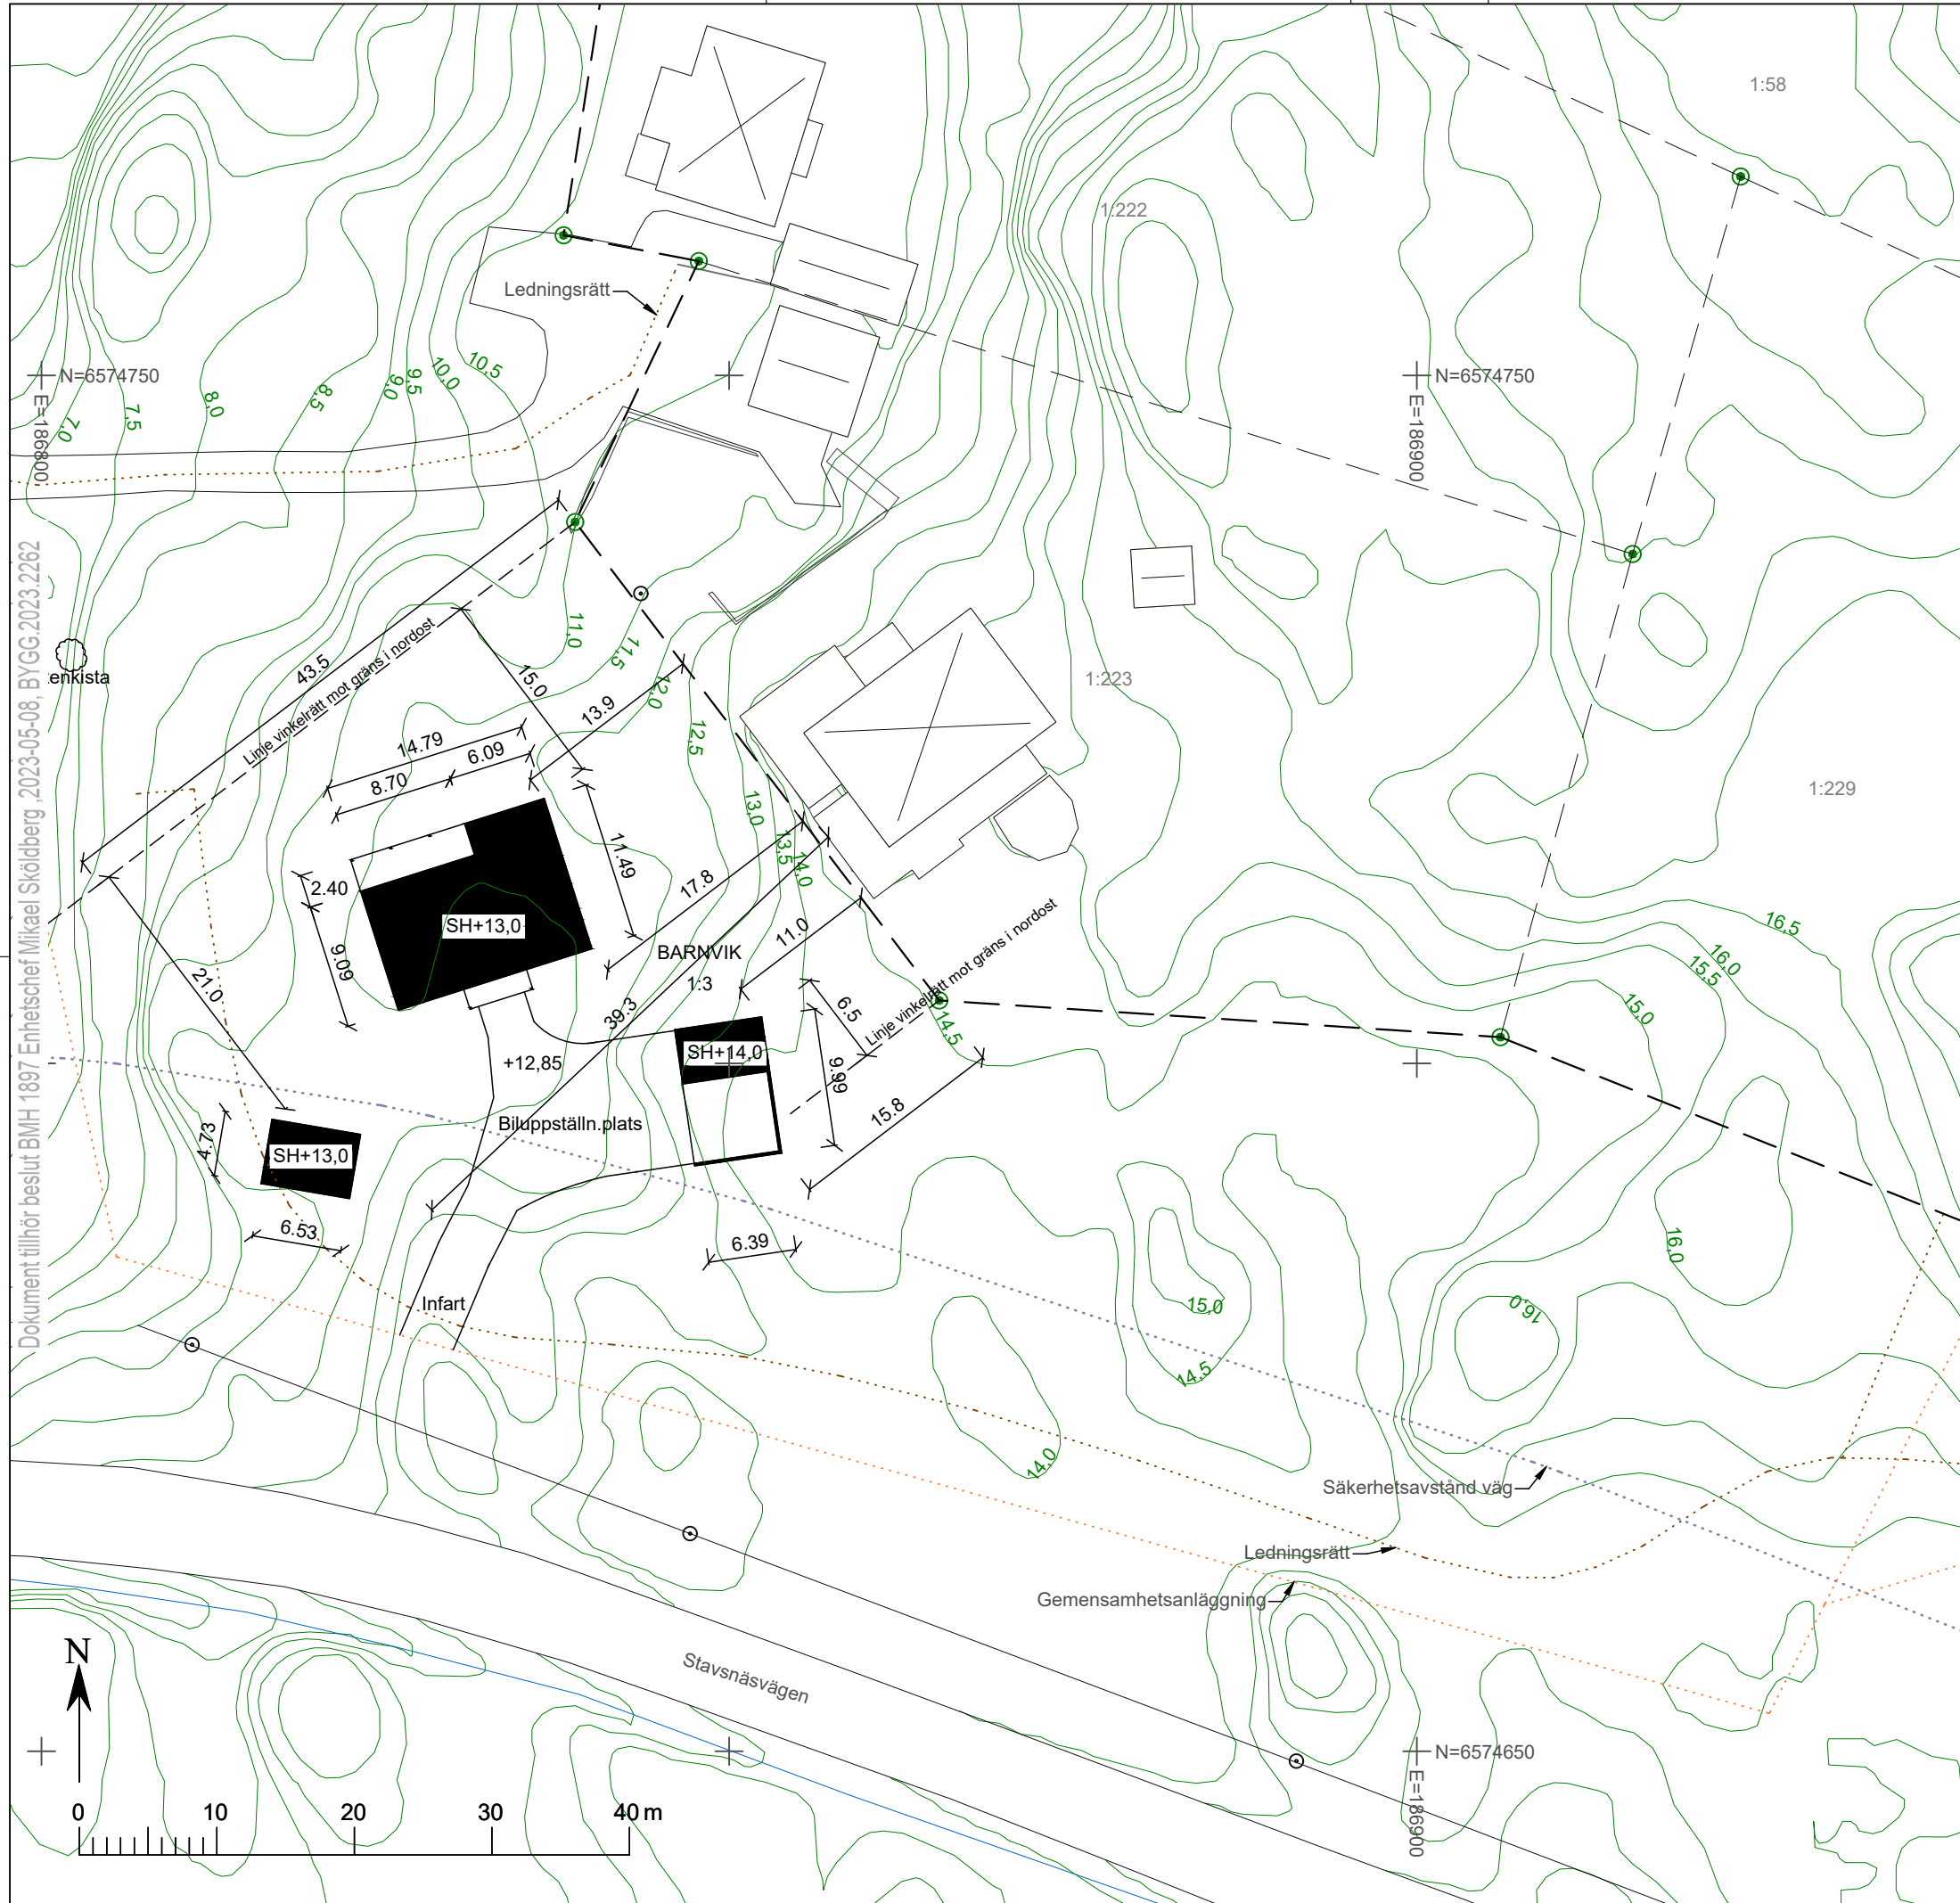 1:58
1:222
Ledningsrätt
N=6574750
E=186800
N=6574750
E=186900
7,0
7,5
8,0
8,5
9,0
9,5
10,0
10,5
11,0
11,5
12,0
12,5
13,0
13,5
14,0
1:223
1:229
enkista
43.5
Linje vinkelrätt mot gräns i nordost
15.0
13.9
14.79
8.70
6.09
11.49
2.40
9.09
SH+13,0
17.8
BARNVIK
1:3
11.0
39.3
6.5
Linje vinkelrätt mot gräns i nordost
14,5
SH+14,0
9.99
15.8
21.0
+12,85
Biluppställn.plats
4.73
SH+13,0
6.53
6.39
Infart
16,5
16,0
15,5
15,0
16,0
16,0
15,0
14,5
14,0
Säkerhetsavstånd väg
Ledningsrätt
Gemensamhetsanläggning
Stavsnäsvägen
N=6574650
E=186900
N
0 10 20 30 40 m
Dokument tillhör beslut BMH 1897 Enhetschef Mikael Sköldberg ,2023-05-08, BYGG.2023.2262